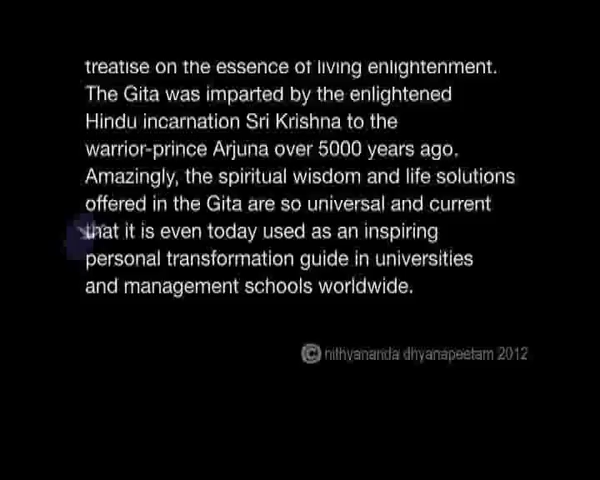 treatise on the essence of living enlightenment.
The Gita was imparted by the enlightened
Hindu incarnation Sri Krishna to the
warrior-prince Arjuna over 5000 years ago.
Amazingly, the spiritual wisdom and life solutions
offered in the Gita are so universal and current
that it is even today used as an inspiring
personal transformation guide in universities
and management schools worldwide.
© nithyananda dhyanapeetam 2012